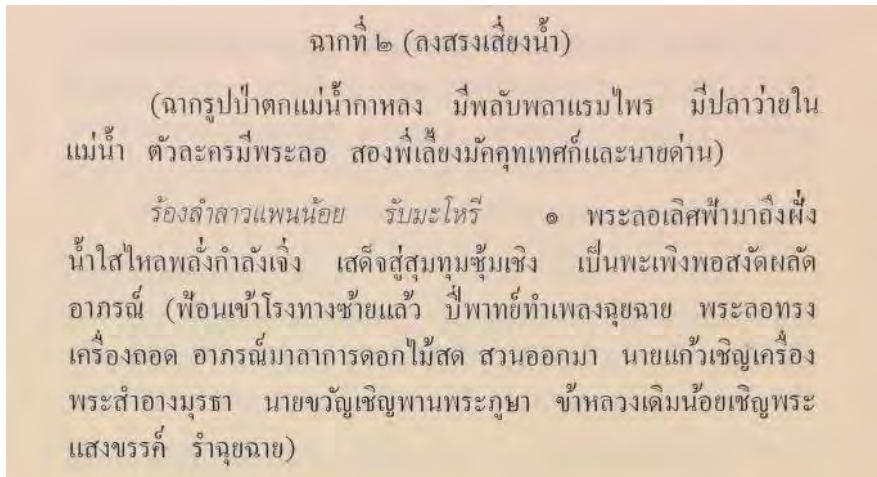 ฉากที่ ๒ (ลงสรงเสี่ยงน้ำ)
(ฉากรูปป่าตกแม่น้ำกาหลง มีพลับพลาแรมไพร มีปลาว่ายใน
แม่น้ำ ตัวละครมีพระลอ สองพี่เลี้ยงมัคคุทเทศก์และนายด่าน)
ร้องลำลาวแพนน้อย รับมะโหรี ๑ พระลอเลิศฟ้ามาถึงฝั่ง
น้ำใสไหลพลั่งกำลังเจิ่ง เสด็จสู่สุมทุมซุ้มเชิง เป็นพะเพิงพอสงัดผลัด
อาภรณ์ (ฟ้อนเข้าโรงทางซ้ายแล้ว ปี่พาทย์ทำเพลงฉุยฉาย พระลอทรง
เครื่องถอด อาภรณ์มาลาการดอกไม้สด สวนออกมา นายแก้วเชิญเครื่อง
พระสำอางมุรธา นายขวัญเชิญพานพระภูษา ข้าหลวงเดิมน้อยเชิญพระ
แสงขรรค์ รำฉุยฉาย)